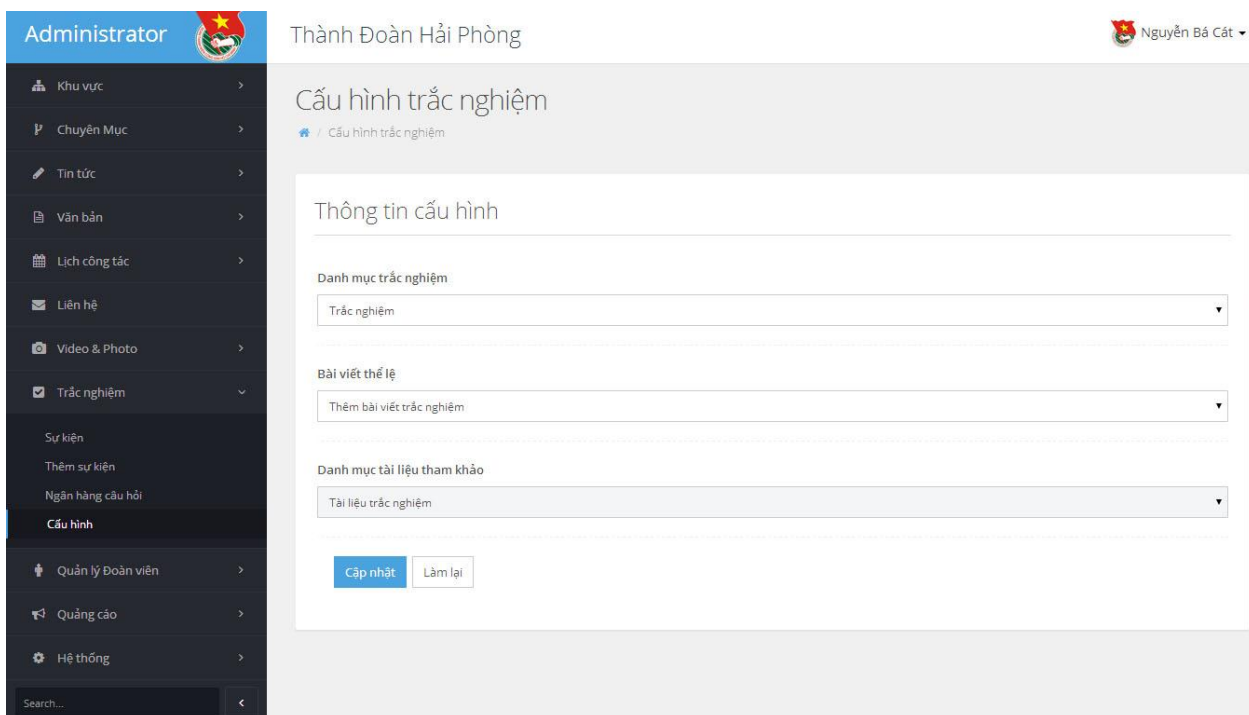 Administrator
Thành Đoàn Hải Phòng
Nguyễn Bá Cát
Khu vực
Chuyên Mục
Tin tức
Văn bản
Lịch công tác
Liên hệ
Video & Photo
Trắc nghiệm
Sự kiện
Thêm sự kiện
Ngân hàng câu hỏi
Cấu hình
Quản lý Đoàn viên
Quảng cáo
Hệ thống
Search...
Cấu hình trắc nghiệm
/ Cấu hình trắc nghiệm
Thông tin cấu hình
Danh mục trắc nghiệm
Trắc nghiệm
Bài viết thể lệ
Thêm bài viết trắc nghiệm
Danh mục tài liệu tham khảo
Tài liệu trắc nghiệm
Cập nhật Làm lại